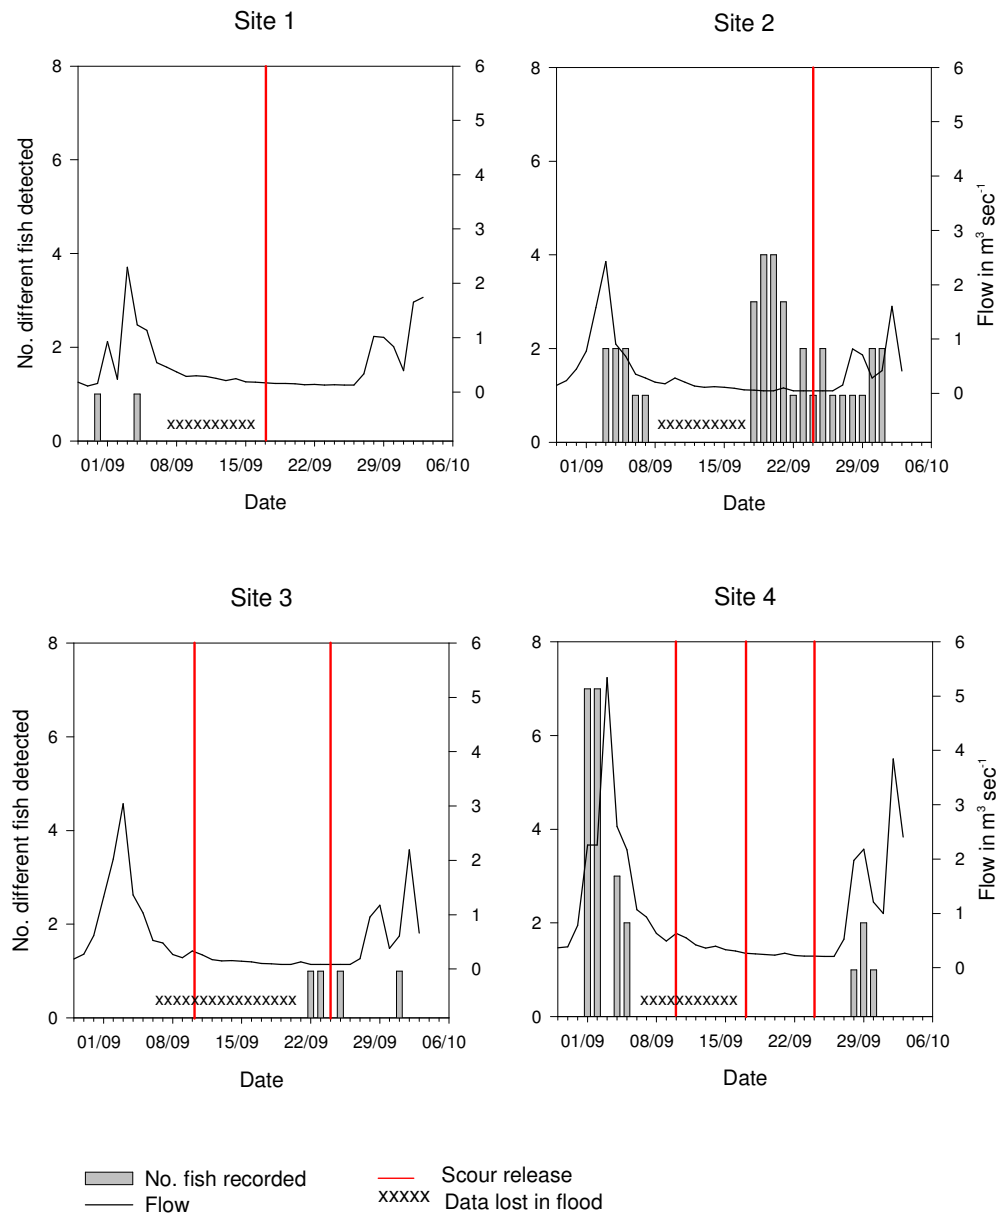 Site 1
Site 2
8
6
4
2
0
6
5
4
3
2
1
0
8
6
4
2
0
6
5
4
3
2
1
0
No. different fish detected
Flow in m³ sec⁻¹
xxxxxxxxxx
xxxxxxxxxx
01/09 08/09 15/09 22/09 29/09 06/10
01/09 08/09 15/09 22/09 29/09 06/10
Date
Date
Site 3
Site 4
8
6
4
2
0
6
5
4
3
2
1
0
8
6
4
2
0
6
5
4
3
2
1
0
No. different fish detected
Flow in m³ sec⁻¹
xxxxxxxxxxxxxxxx
xxxxxxxxxxx
01/09 08/09 15/09 22/09 29/09 06/10
01/09 08/09 15/09 22/09 29/09 06/10
Date
Date
No. fish recorded
Flow
Scour release
xxxxx Data lost in flood